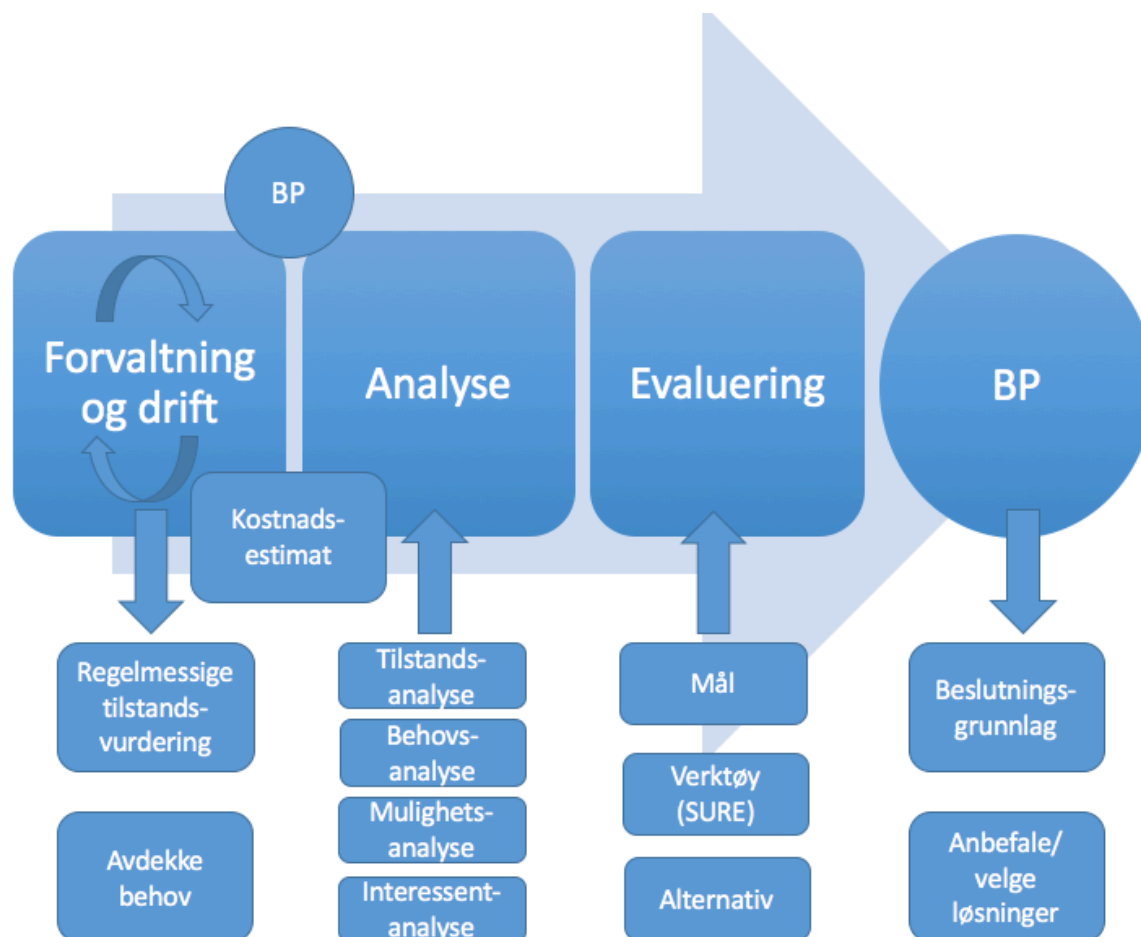 BP
Forvaltning
og drift
Analyse
Evaluering
BP
Kostnads-
estimat
Regelmessige
tilstands-
vurdering
Avdekke
behov
Tilstands-
analyse
Behovs-
analyse
Mulighets-
analyse
Interessent-
analyse
Mål
Verktøy
(SURE)
Alternativ
Beslutnings-
grunnlag
Anbefale/
velge
løsninger